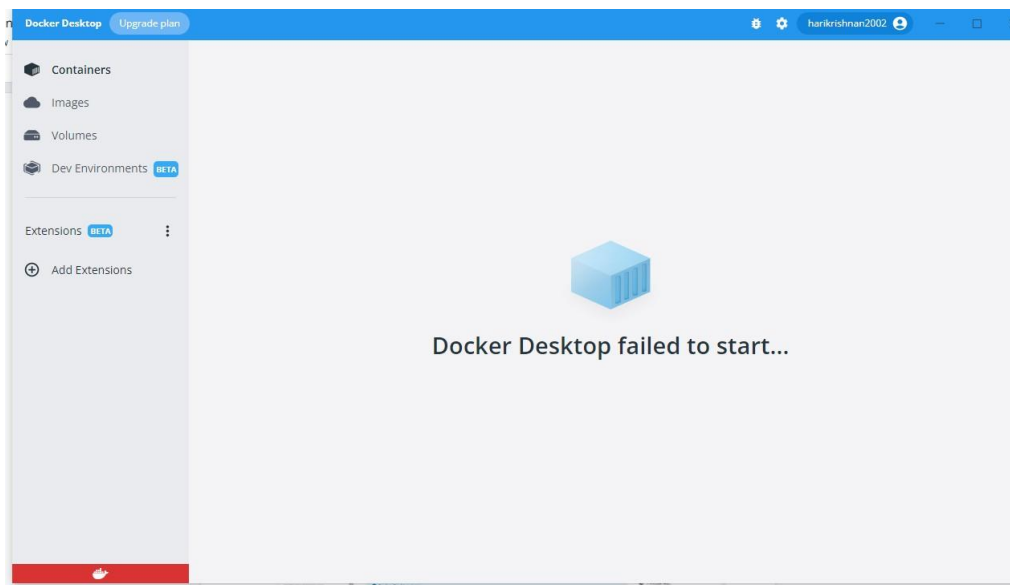 Docker Desktop Upgrade plan harikrishnan2002
Containers
Images
Volumes
Dev Environments BETA
Extensions BETA
Add Extensions
Docker Desktop failed to start...